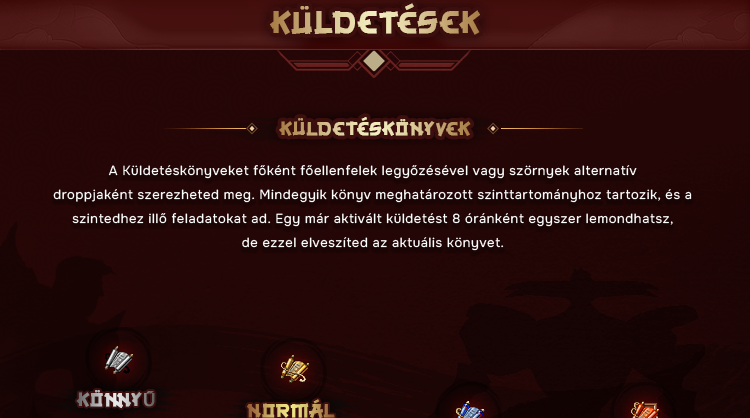 KÜLDETÉSEK
KÜLDETÉSKÖNYVEK
A Küldetéskönyveket főként főellenfelek legyőzésével vagy szörnyek alternatív
droppjaként szerezheted meg. Mindegyik könyv meghatározott szinttartományhoz tartozik, és a
szintedhez illő feladatokat ad. Egy már aktivált küldetést 8 óránként egyszer lemondhatsz,
de ezzel elveszíted az aktuális könyvet.
KÖNNYŰ
NORMÁL